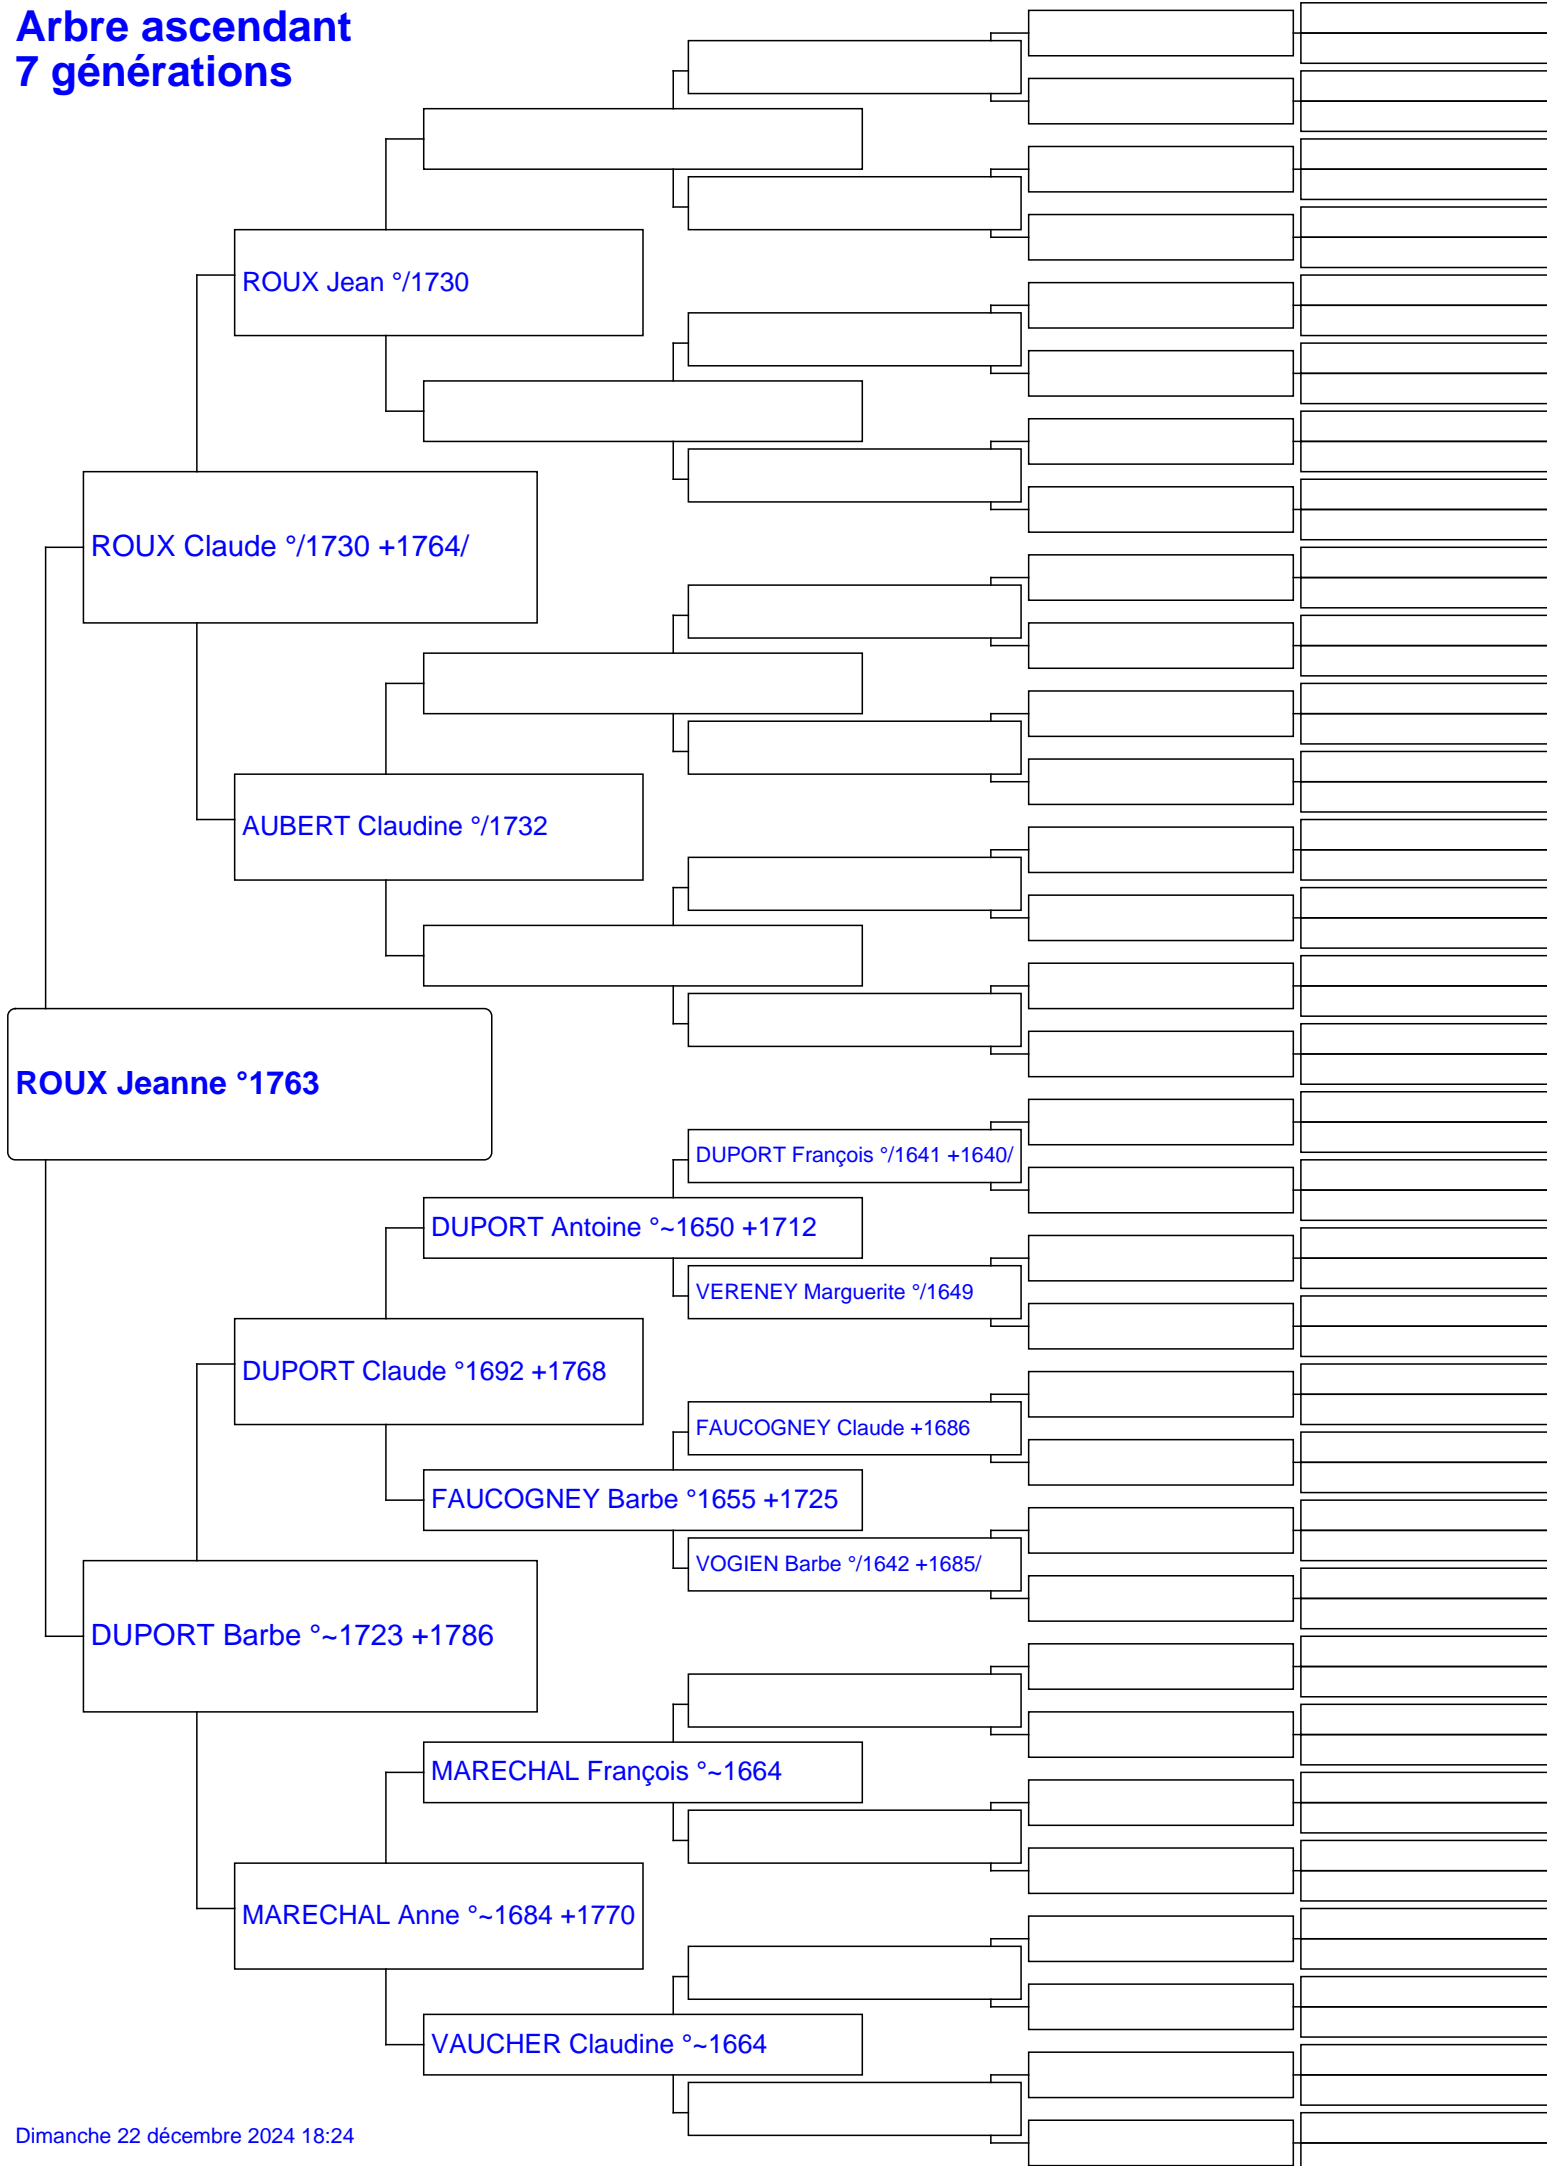 Arbre ascendant
7 générations
ROUX Jean °/1730
ROUX Claude °/1730 +1764/
AUBERT Claudine °/1732
ROUX Jeanne °1763
DUPORT François °/1641 +1640/
DUPORT Antoine °~1650 +1712
VERENEY Marguerite °/1649
DUPORT Claude °1692 +1768
FAUCOGNEY Claude +1686
FAUCOGNEY Barbe °1655 +1725
VOGIEN Barbe °/1642 +1685/
DUPORT Barbe °~1723 +1786
MARECHAL François °~1664
MARECHAL Anne °~1684 +1770
VAUCHER Claudine °~1664
Dimanche 22 décembre 2024 18:24